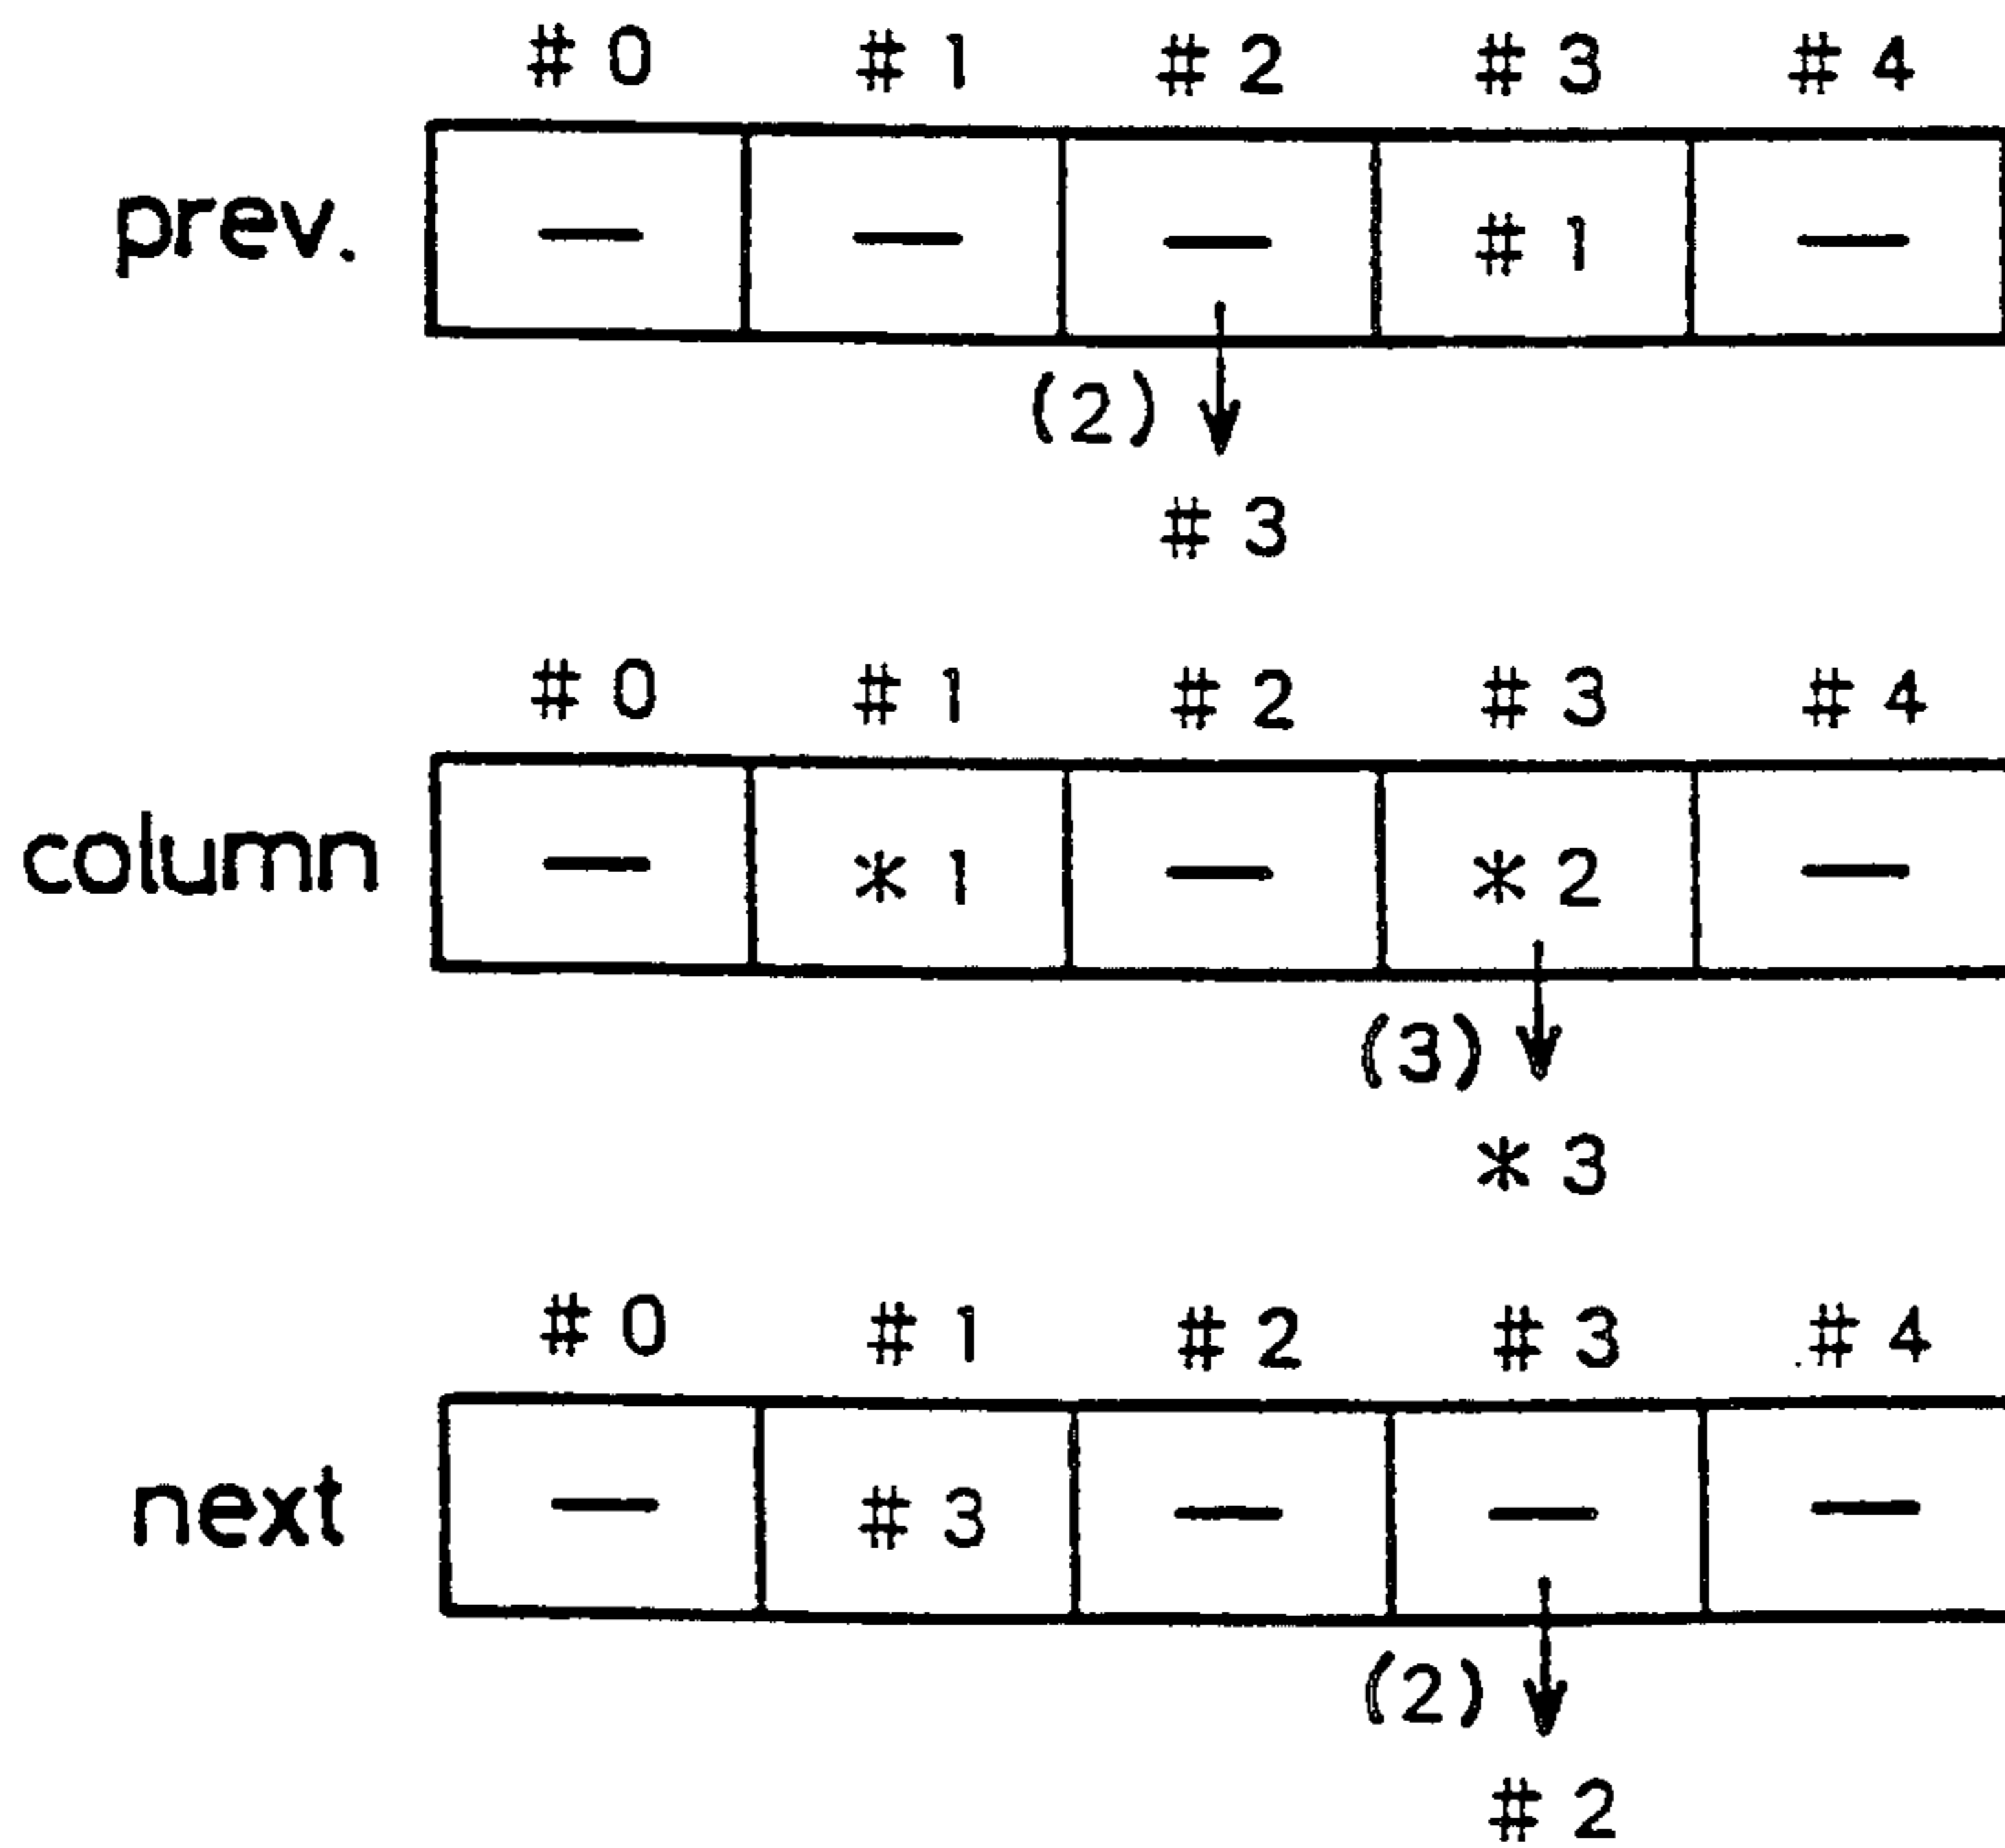 #0 #1 #2 #3 #4
prev. — — — #1 —
(2)
#3
#0 #1 #2 #3 #4
column — *1 — *2 —
(3)
*3
#0 #1 #2 #3 #4
next — #3 — — —
(2)
#2